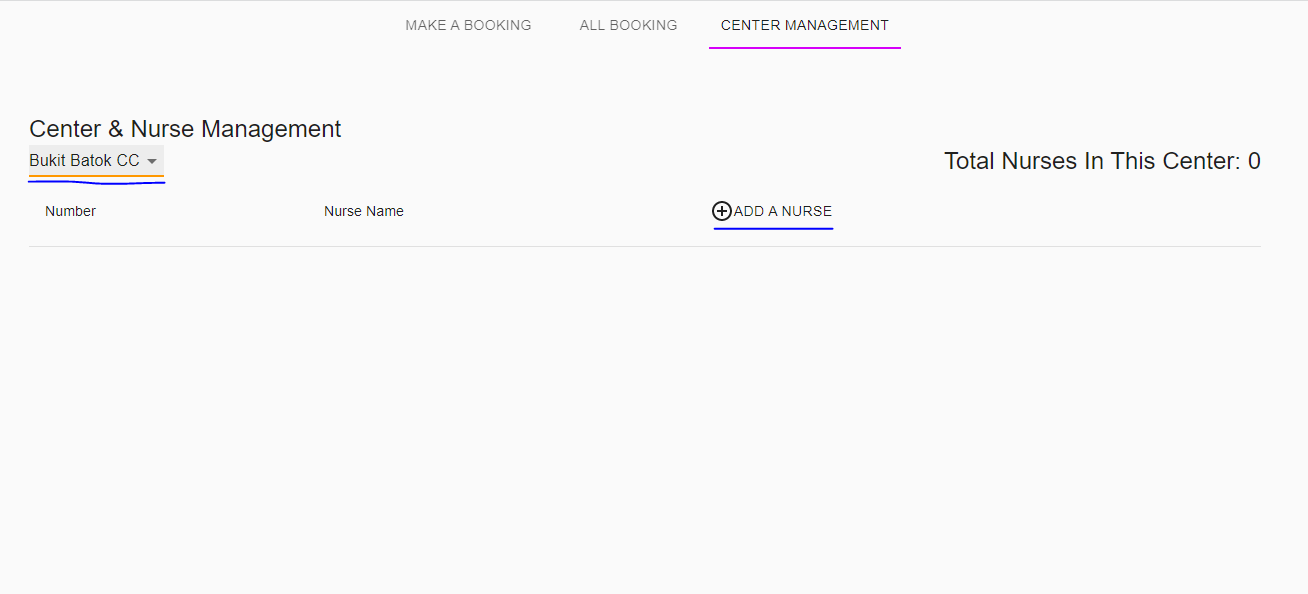 MAKE A BOOKING ALL BOOKING CENTER MANAGEMENT
Center & Nurse Management
Bukit Batok CC Total Nurses In This Center: 0
Number Nurse Name ADD A NURSE